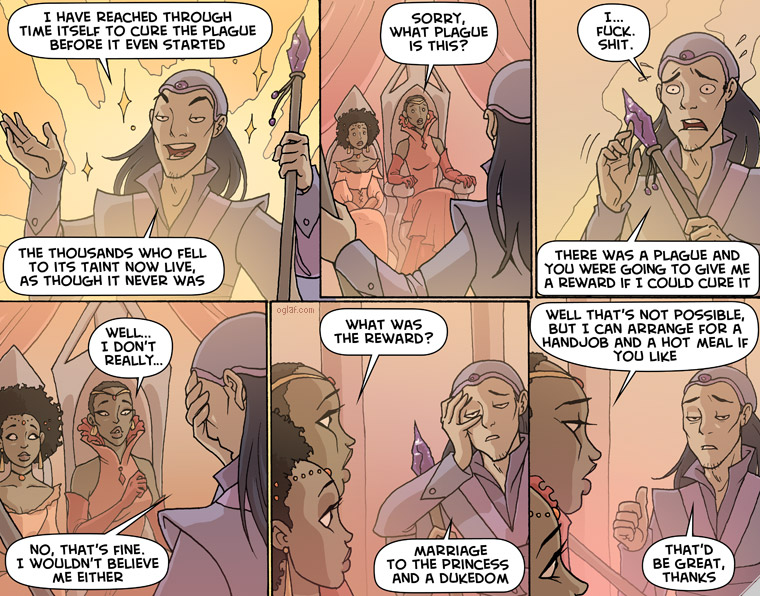 I HAVE REACHED THROUGH
TIME ITSELF TO CURE THE PLAGUE
BEFORE IT EVEN STARTED
THE THOUSANDS WHO FELL
TO ITS TAINT NOW LIVE,
AS THOUGH IT NEVER WAS
SORRY,
WHAT PLAGUE
IS THIS?
I...
FUCK.
SHIT.
THERE WAS A PLAGUE AND
YOU WERE GOING TO GIVE ME
A REWARD IF I COULD CURE IT
WELL..
I DON'T
REALLY...
NO, THAT'S FINE.
I WOULDN'T BELIEVE
ME EITHER
oglaf.com
WHAT WAS
THE REWARD?
MARRIAGE
TO THE PRINCESS
AND A DUKEDOM
WELL THAT'S NOT POSSIBLE,
BUT I CAN ARRANGE FOR A
HANDJOB AND A HOT MEAL IF
YOU LIKE
THAT'D
BE GREAT,
THANKS